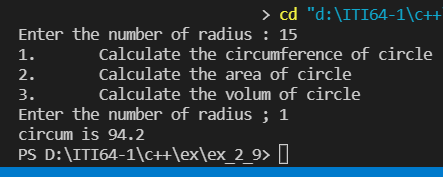 > cd "d:\ITI64-1\c++\
Enter the number of radius : 15
1. Calculate the circumference of circle
2. Calculate the area of circle
3. Calculate the volum of circle
Enter the number of radius ; 1
circum is 94.2
PS D:\ITI64-1\c++\ex\ex_2_9>